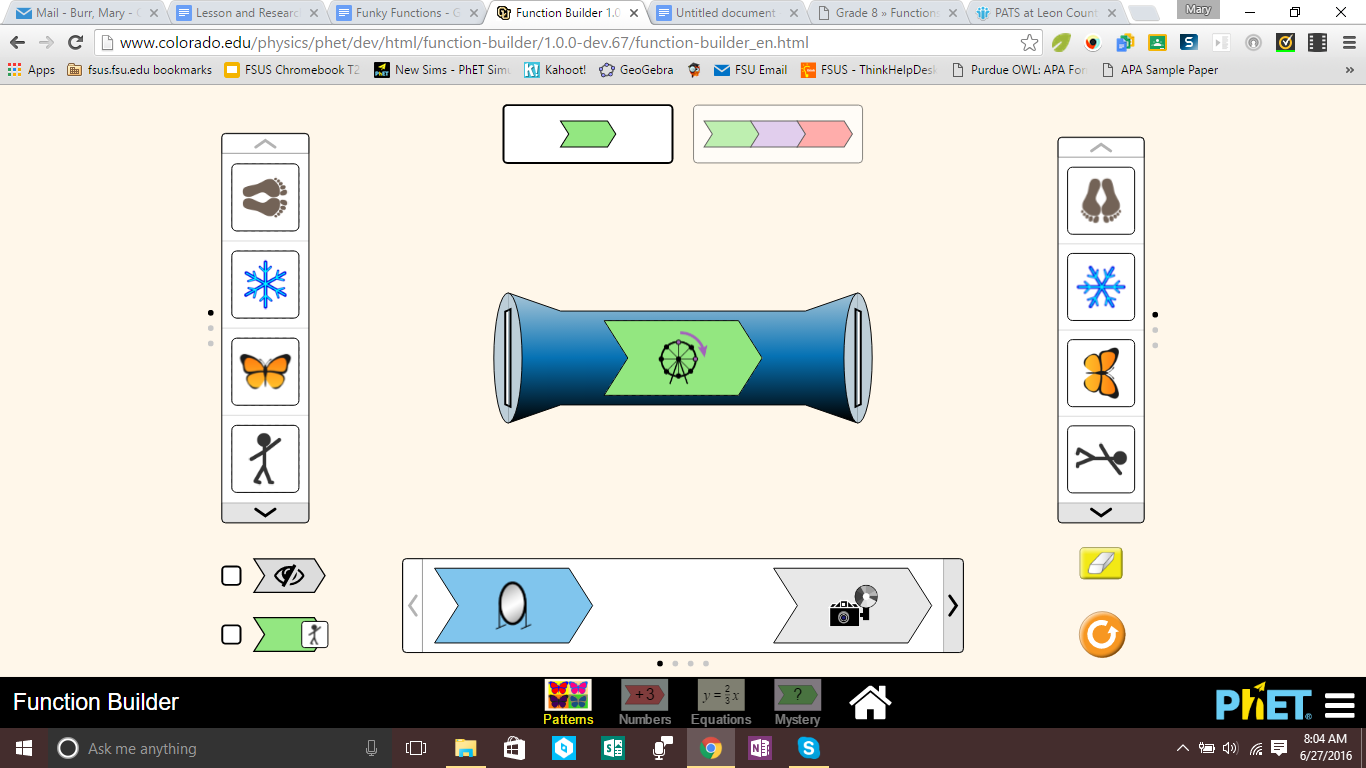 Mail - Burr, Mary - O
Lesson and Researc
Funky Functions - G
Function Builder 1.0
Untitled document
Grade 8 » Functions
PATS at Leon Count
Mary
www.colorado.edu/physics/phet/dev/html/function-builder/1.0.0-dev.67/function-builder_en.html
Apps
fsus.fsu.edu bookmarks
FSUS Chromebook T2
New Sims - PhET Sim
Kahoot!
GeoGebra
FSU Email
FSUS - ThinkHelpDesk
Purdue OWL: APA For
APA Sample Paper
»
Function Builder
+3
y = 2/3 x
?
Patterns
Numbers
Equations
Mystery
PhET
Ask me anything
8:04 AM
6/27/2016